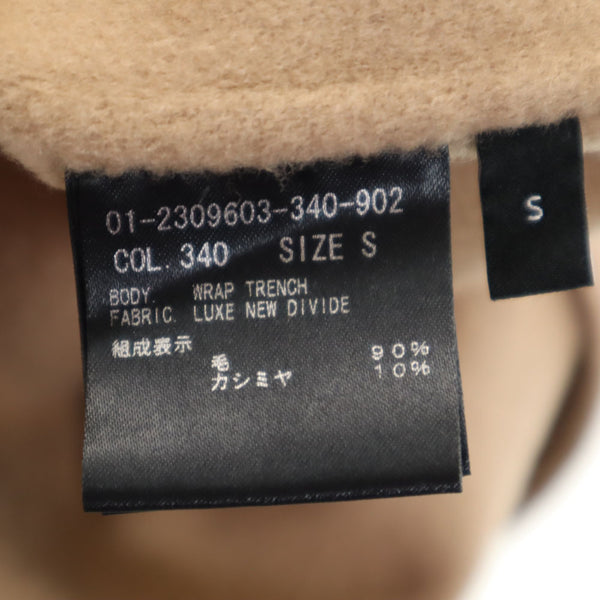 01-2309603-340-902
COL. 340 SIZE S
BODY. WRAP TRENCH
FABRIC. LUXE NEW DIVIDE
組成表示
毛 90%
カシミヤ 10%
S